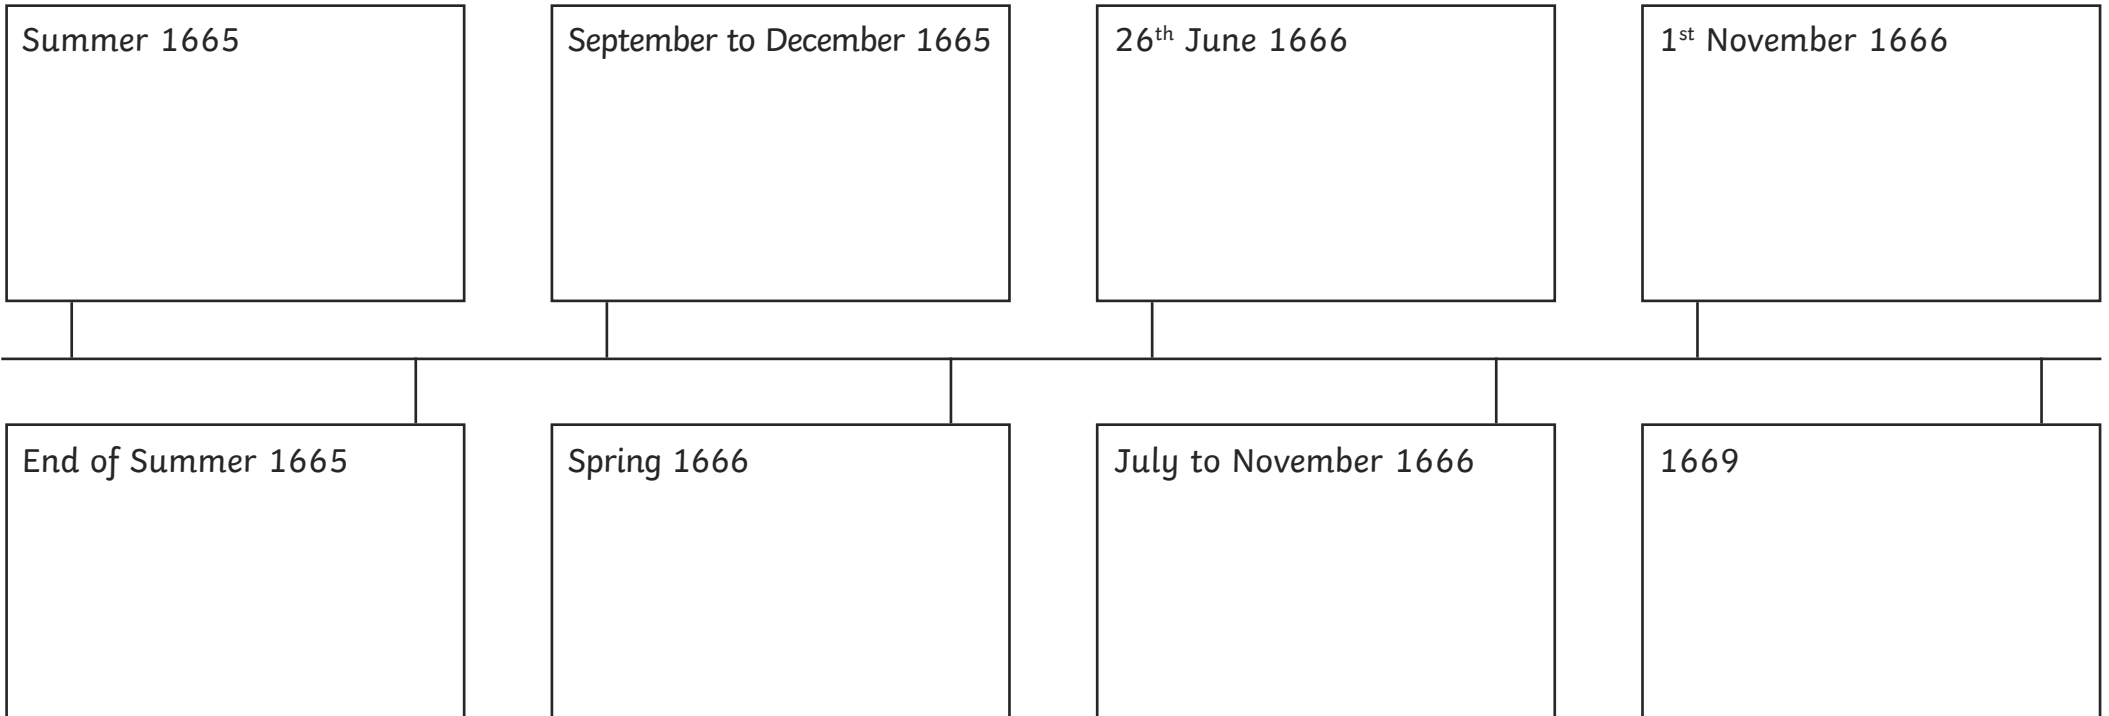 Summer 1665
September to December 1665
26th June 1666
1st November 1666
End of Summer 1665
Spring 1666
July to November 1666
1669